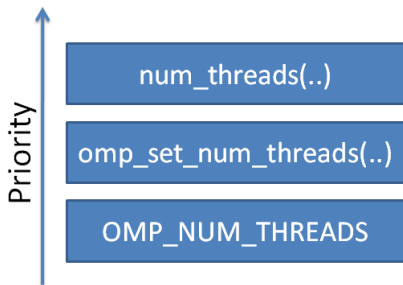 Priority
num_threads(..)
omp_set_num_threads(..)
OMP_NUM_THREADS